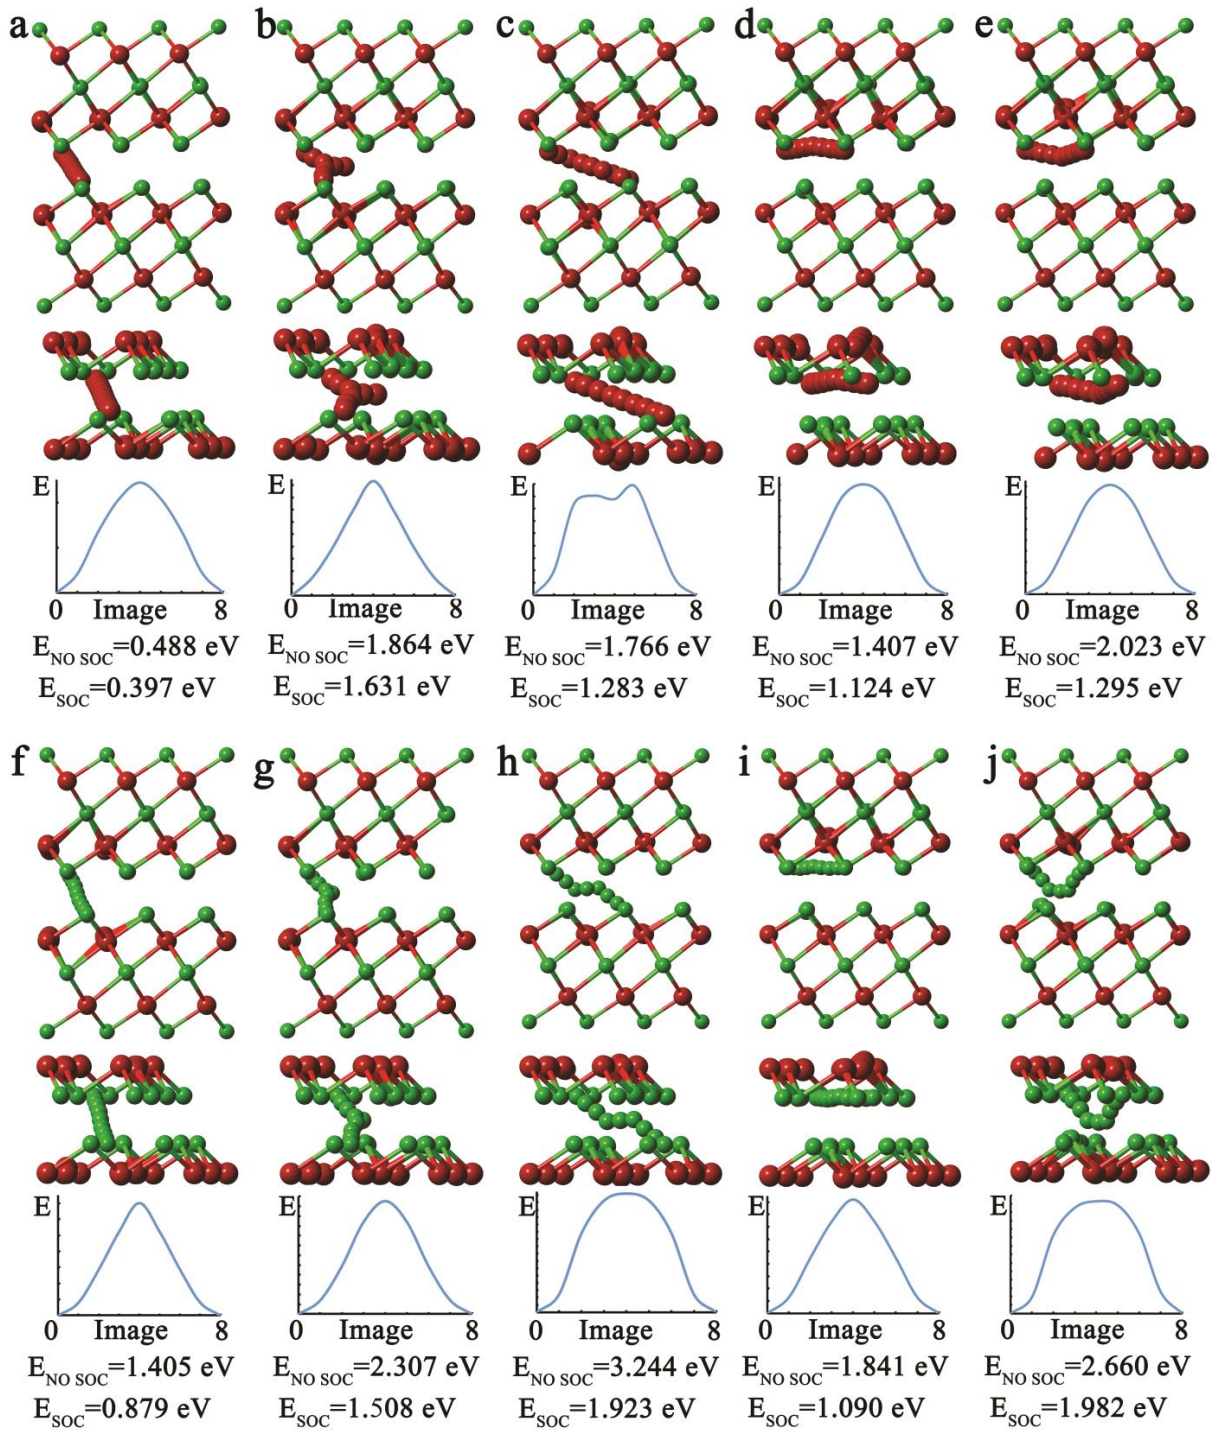 a b c d e
E E E E E
0 Image 8 0 Image 8 0 Image 8 0 Image 8 0 Image 8
E_NO SOC=0.488 eV E_NO SOC=1.864 eV E_NO SOC=1.766 eV E_NO SOC=1.407 eV E_NO SOC=2.023 eV
E_SOC=0.397 eV E_SOC=1.631 eV E_SOC=1.283 eV E_SOC=1.124 eV E_SOC=1.295 eV
f g h i j
E E E E E
0 Image 8 0 Image 8 0 Image 8 0 Image 8 0 Image 8
E_NO SOC=1.405 eV E_NO SOC=2.307 eV E_NO SOC=3.244 eV E_NO SOC=1.841 eV E_NO SOC=2.660 eV
E_SOC=0.879 eV E_SOC=1.508 eV E_SOC=1.923 eV E_SOC=1.090 eV E_SOC=1.982 eV